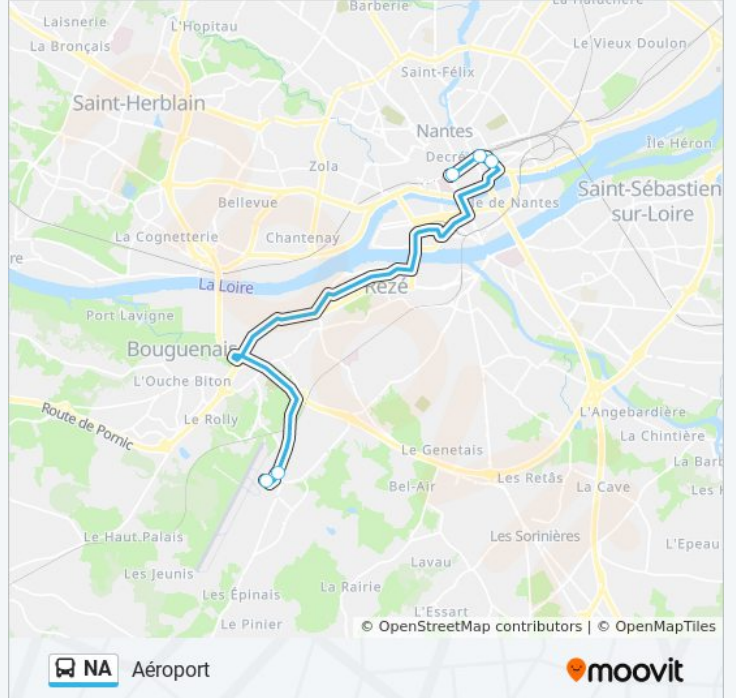 Barberie
Laisnerie
L'Hopitau
La Bronçais
Le Vieux Doulon
Saint-Félix
Saint-Herblain
Nantes
Île Héron
Decré
Zola
Saint-Sébastien
sur-Loire
Bellevue
e de Nantes
La Cognetterie
Chantenay
re
La Loire
Rezé
Port Lavigne
Bouguenais
L'Ouche Biton
Route de Pornic
Le Rolly
L'Angebardière
La Chintière
Le Genetais
La Barb
Les Retâs
Bel-Air
La Cave
Les H
Le Haut Palais
Les Sorinières
L'Epeau
Lavau
Les Jeunis
La Rairie
Les Épinais
L'Essart
Le Pinier
© OpenStreetMap contributors | © OpenMapTiles
NA Aéroport
moovit